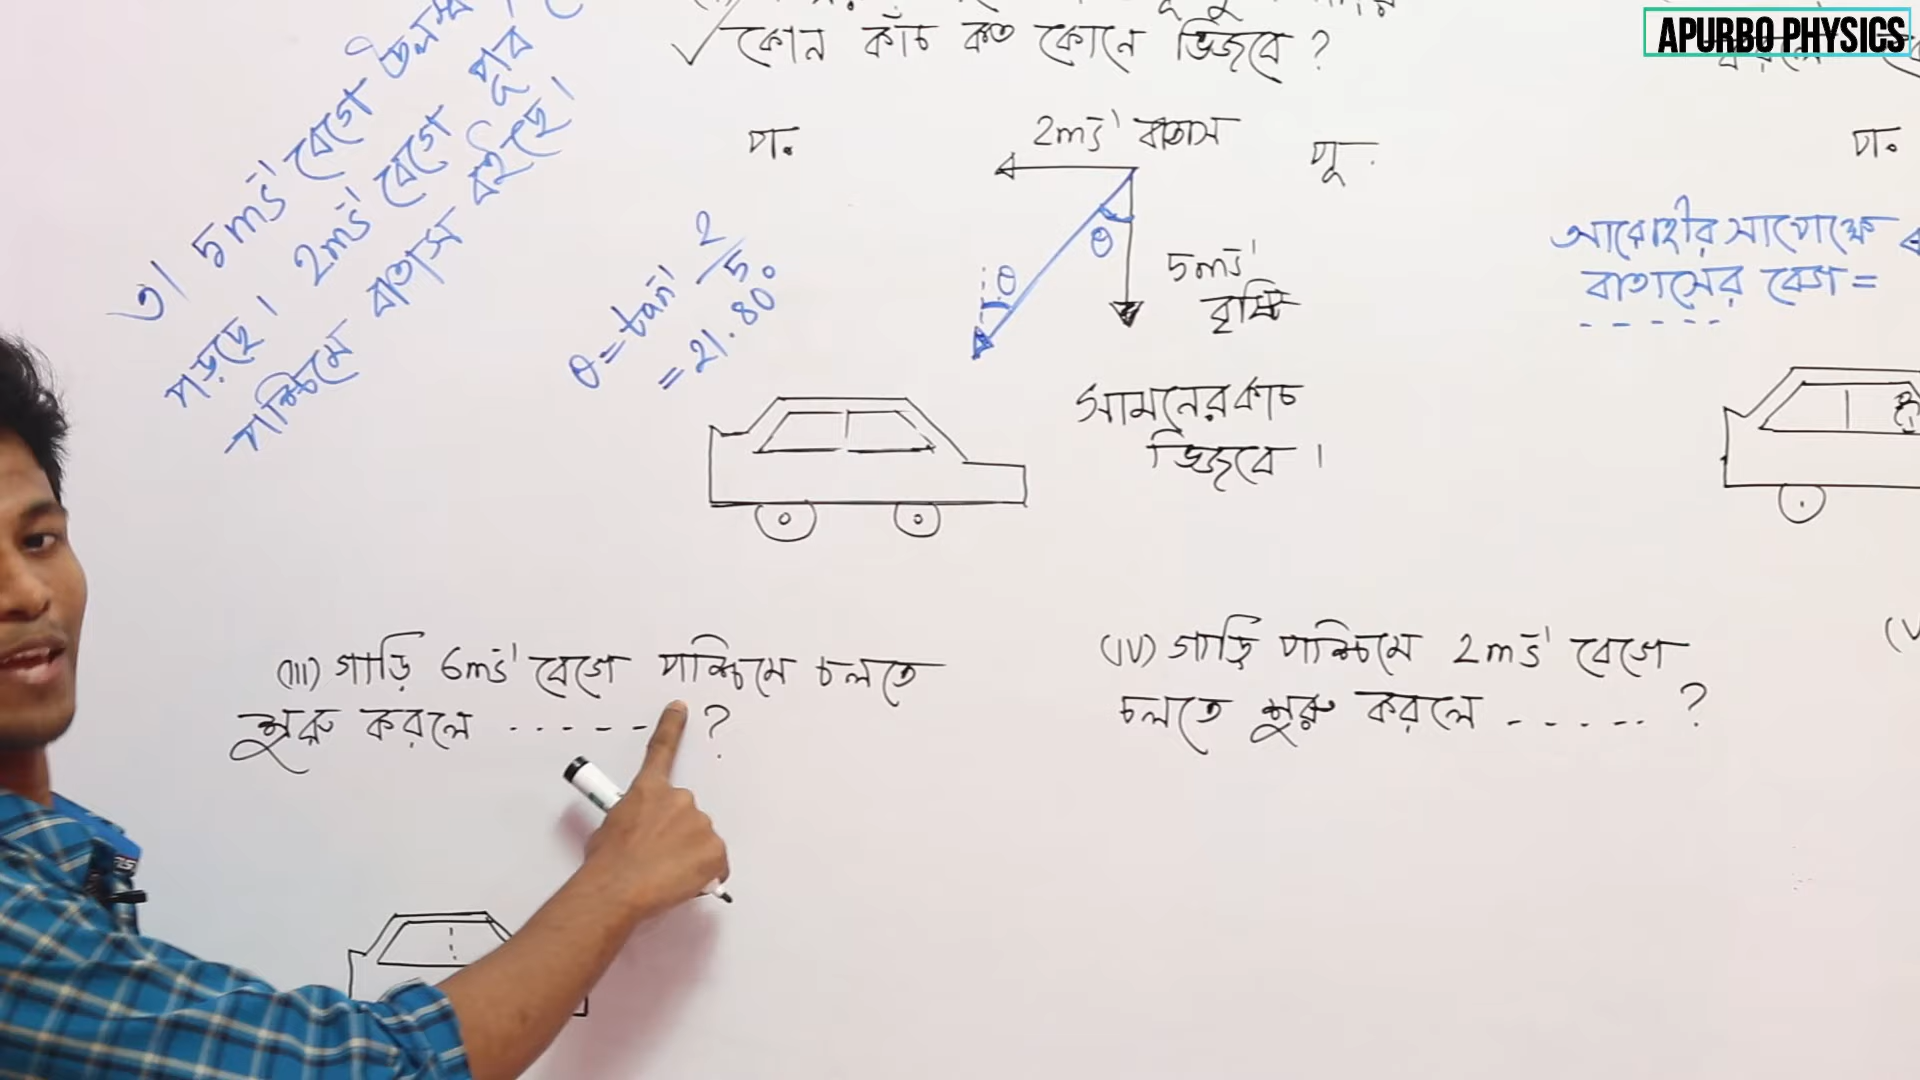 APURBO PHYSICS
কোন কাঁচ কত কোনে ভিজবে ?
৩। 5ms⁻¹ বেগে
পড়ছে। 2ms⁻¹ বেগে পূব
পশ্চিমে বাতাস বইছে।
প.
2ms⁻¹ বাতাস
পূ.
θ
θ
5ms⁻¹
বৃষ্টি
θ = tan⁻¹ 2/5
= 21.80°
সামনের কাচ
ভিজবে ।
প.
আরোহীর সাপেক্ষে
বাতাসের বেগ =
(III) গাড়ি 6ms⁻¹ বেগে পশ্চিমে চলতে
শুরু করলে ------ ?
(IV) গাড়ি পশ্চিমে 2ms⁻¹ বেগে
চলতে শুরু করলে ------ ?